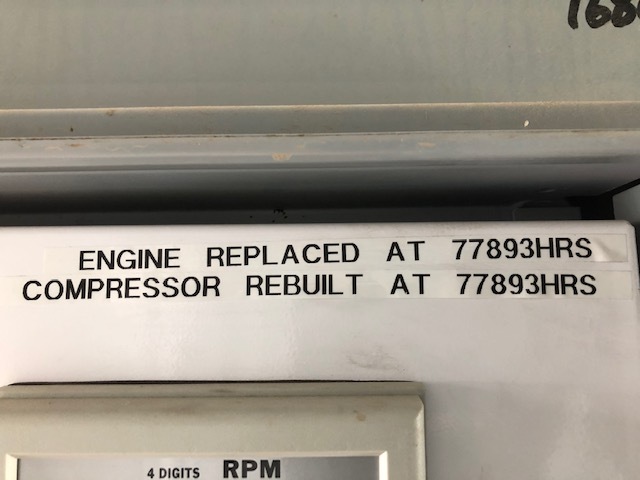 ENGINE REPLACED AT 77893HRS
COMPRESSOR REBUILT AT 77893HRS
4 DIGITS RPM